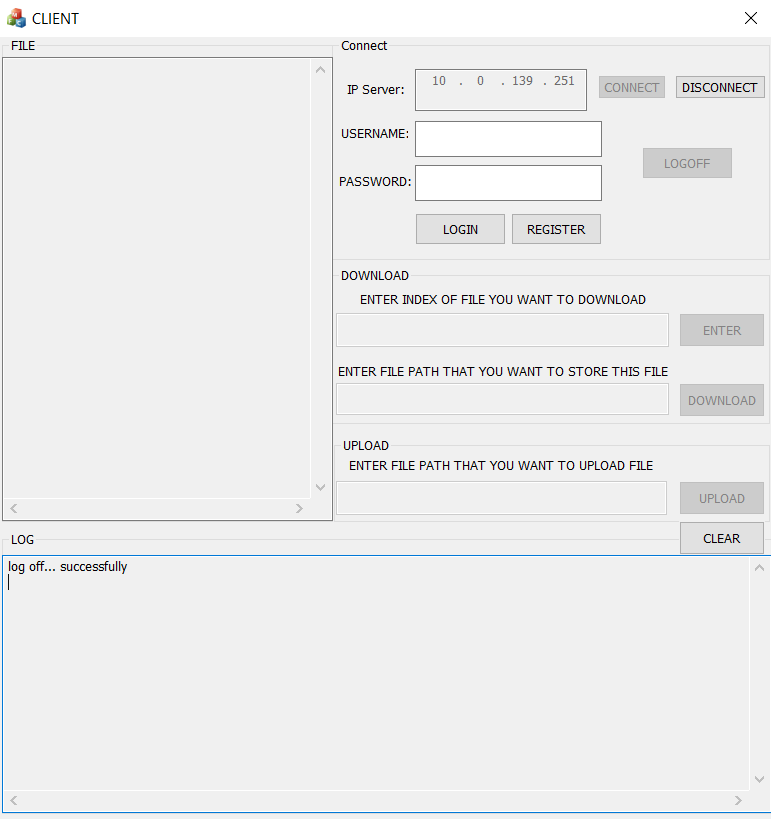 CLIENT
FILE
Connect
IP Server:
10 . 0 . 139 . 251
CONNECT
DISCONNECT
USERNAME:
LOGOFF
PASSWORD:
LOGIN
REGISTER
DOWNLOAD
ENTER INDEX OF FILE YOU WANT TO DOWNLOAD
ENTER
ENTER FILE PATH THAT YOU WANT TO STORE THIS FILE
DOWNLOAD
UPLOAD
ENTER FILE PATH THAT YOU WANT TO UPLOAD FILE
UPLOAD
LOG
CLEAR
log off... successfully